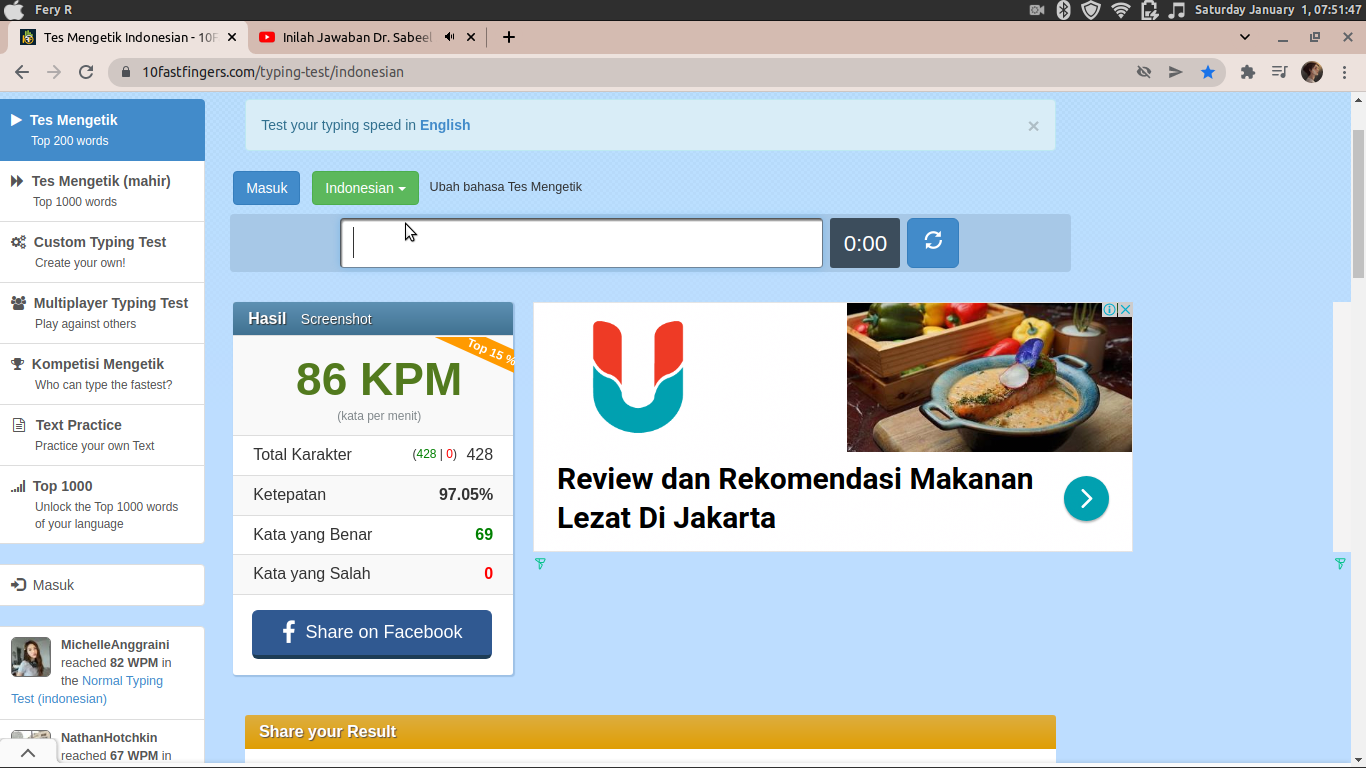 Fery R
Saturday January 1, 07:51:47
Tes Mengetik Indonesian - 10F
Inilah Jawaban Dr. Sabeel
10fastfingers.com/typing-test/indonesian
Tes Mengetik
Top 200 words
Tes Mengetik (mahir)
Top 1000 words
Custom Typing Test
Create your own!
Multiplayer Typing Test
Play against others
Kompetisi Mengetik
Who can type the fastest?
Text Practice
Practice your own Text
Top 1000
Unlock the Top 1000 words
of your language
Masuk
MichelleAnggraini
reached 82 WPM in
the Normal Typing
Test (indonesian)
NathanHotchkin
reached 67 WPM in
Test your typing speed in English
×
Masuk
Indonesian
Ubah bahasa Tes Mengetik
0:00
Hasil Screenshot
Top 15 %
86 KPM
(kata per menit)
Total Karakter (428 | 0) 428
Ketepatan 97.05%
Kata yang Benar 69
Kata yang Salah 0
Share on Facebook
Review dan Rekomendasi Makanan
Lezat Di Jakarta
Share your Result